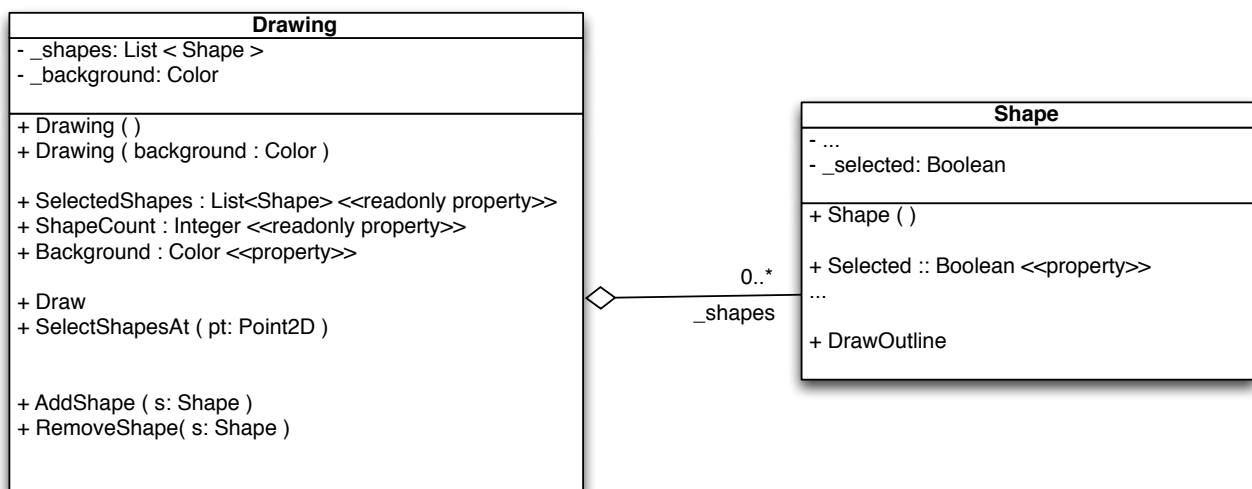 Drawing
- _shapes: List < Shape >
- _background: Color
+ Drawing ( )
+ Drawing ( background : Color )
+ SelectedShapes : List<Shape> <<readonly property>>
+ ShapeCount : Integer <<readonly property>>
+ Background : Color <<property>>
+ Draw
+ SelectShapesAt ( pt: Point2D )
+ AddShape ( s: Shape )
+ RemoveShape( s: Shape )
0..*
_shapes
Shape
- ...
- _selected: Boolean
+ Shape ( )
+ Selected :: Boolean <<property>>
...
+ DrawOutline